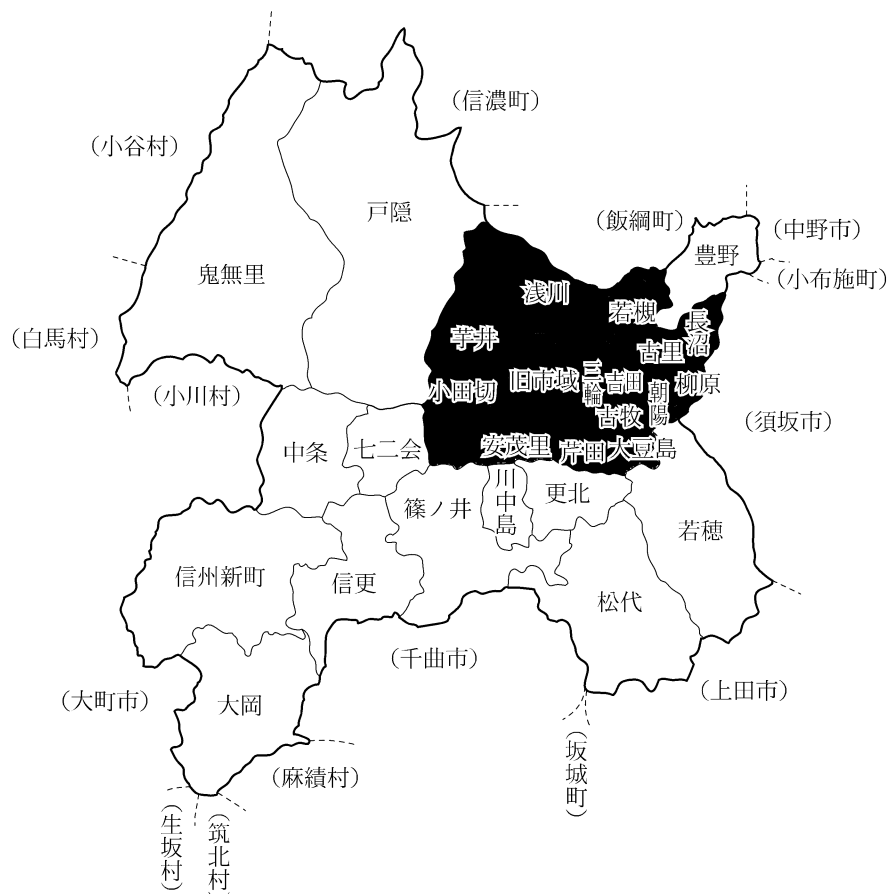 （信濃町）
（小谷村）
戸隠
（飯綱町）
（中野市）
豊野
鬼無里
（小布施町）
浅川
若槻
長沼
（白馬村）
芋井
古里
三輪
吉田
朝陽
柳原
小田切
旧市域
（小川村）
古牧
（須坂市）
中条
七二会
安茂里
芹田
大豆島
川中島
更北
篠ノ井
若穂
信州新町
信更
松代
（千曲市）
（大町市）
（上田市）
大岡
（坂城町）
（麻績村）
（生坂村）
（筑北村）